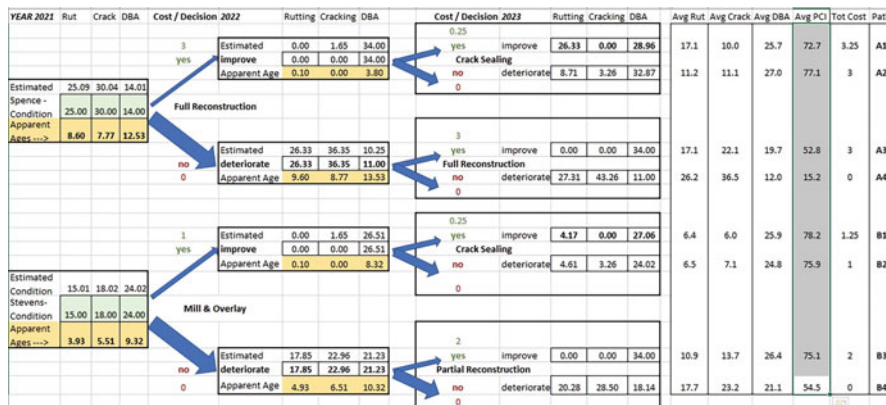 YEAR 2021 Rut Crack DBA Cost / Decision 2022 Rutting Cracking DBA Cost / Decision 2023 Rutting Cracking DBA Avg Rut Avg Crack Avg DBA Avg PCI Tot Cost Pat
0.25
3 Estimated 0.00 1.65 34.00 yes improve 26.33 0.00 28.96 17.1 10.0 25.7 72.7 3.25 A1
yes improve 0.00 0.00 34.00 Crack Sealing
Apparent Age 0.10 0.00 3.80 no deteriorate 8.71 3.26 32.87 11.2 11.1 27.0 77.1 3 A2
Estimated 25.09 30.04 14.01 0
Spence -
Condition 25.00 30.00 14.00 Full Reconstruction
Apparent
Ages ---> 8.60 7.77 12.53 3
Estimated 26.33 36.35 10.25 yes improve 0.00 0.00 34.00 17.1 22.1 19.7 52.8 3 A3
no deteriorate 26.33 36.35 11.00 Full Reconstruction
0 Apparent Age 9.60 8.77 13.53 no deteriorate 27.31 43.26 11.00 26.2 36.5 12.0 15.2 0 A4
0
0.25
1 Estimated 0.00 1.65 26.51 yes improve 4.17 0.00 27.06 6.4 6.0 25.9 78.2 1.25 B1
yes improve 0.00 0.00 26.51 Crack Sealing
Apparent Age 0.10 0.00 8.32 no deteriorate 4.61 3.26 24.02 6.5 7.1 24.8 75.9 1 B2
Estimated
Condition 15.01 18.02 24.02 0
Stevens-
Condition 15.00 18.00 24.00 Mill & Overlay
Apparent
Ages ---> 3.93 5.51 9.32 2
Estimated 17.85 22.96 21.23 yes improve 0.00 0.00 34.00 10.9 13.7 26.4 75.1 2 B3
no deteriorate 17.85 22.96 21.23 Partial Reconstruction
0 Apparent Age 4.93 6.51 10.32 no deteriorate 20.28 28.50 18.14 17.7 23.2 21.1 54.5 0 B4
0